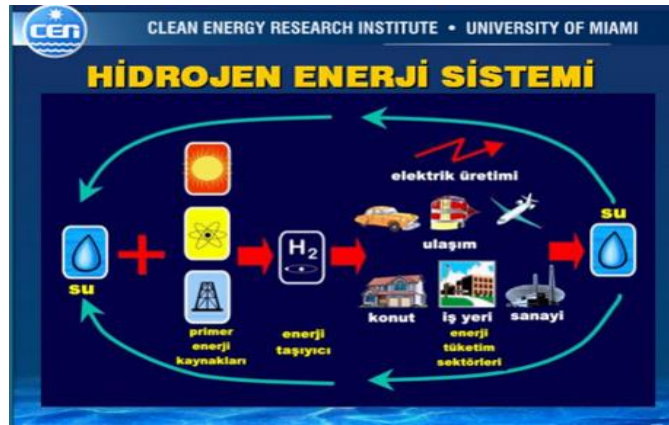 CERI
CLEAN ENERGY RESEARCH INSTITUTE • UNIVERSITY OF MIAMI
HİDROJEN ENERJİ SİSTEMİ
elektrik üretimi
ulaşım
su
+
H2
su
konut
iş yeri
sanayi
primer
enerji
kaynakları
enerji
taşıyıcı
enerji
tüketim
sektörleri